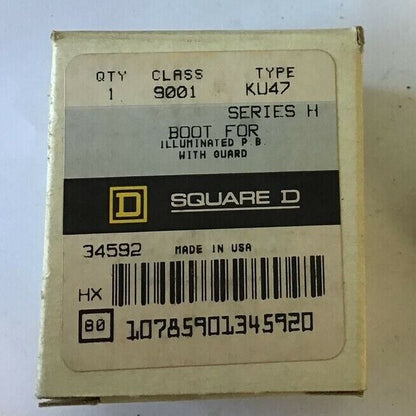 QTY CLASS TYPE
1 9001 KU47
SERIES H
BOOT FOR
ILLUMINATED P.B.
WITH GUARD
D SQUARE D
34592 MADE IN USA
HX
80 10785901345920